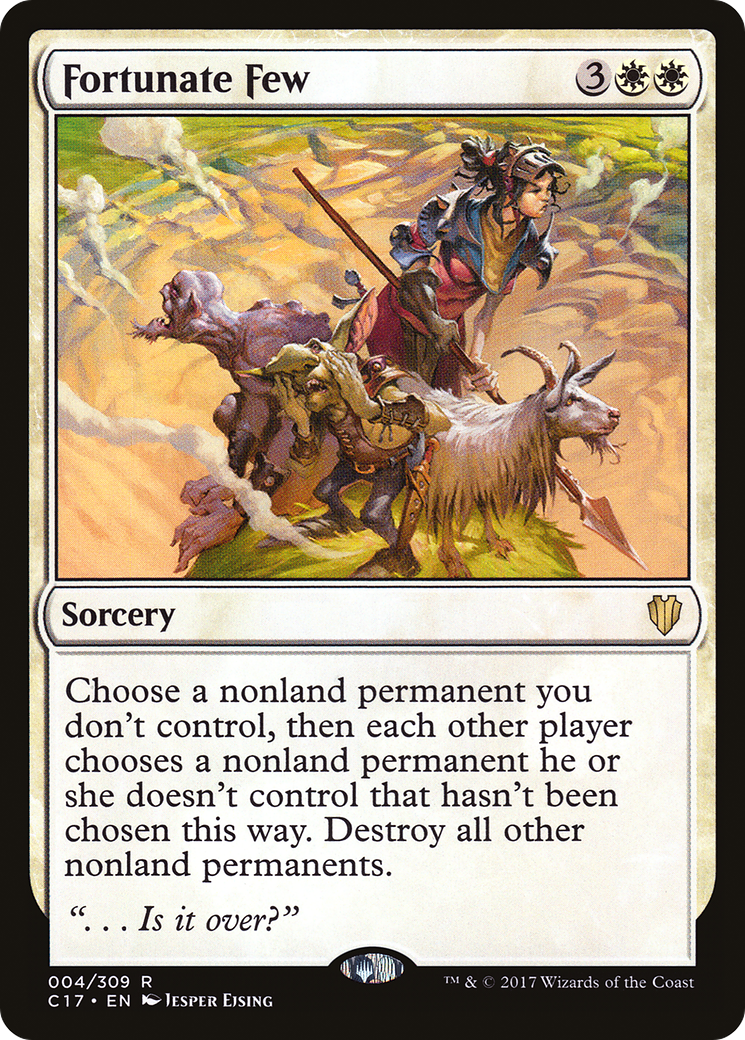 Fortunate Few
3
Sorcery
Choose a nonland permanent you
don't control, then each other player
chooses a nonland permanent he or
she doesn't control that hasn't been
chosen this way. Destroy all other
nonland permanents.
“. . . Is it over?”
004/309 R
C17 • EN Jesper Ejsing
™ & © 2017 Wizards of the Coast